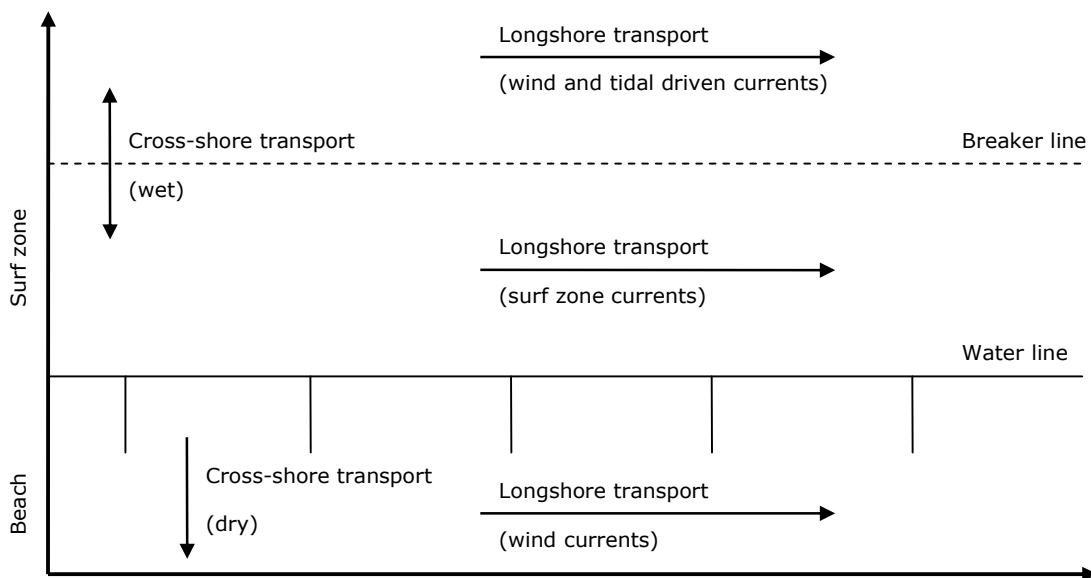 Longshore transport
(wind and tidal driven currents)
Cross-shore transport
(wet)
Breaker line
Surf zone
Longshore transport
(surf zone currents)
Water line
Beach
Cross-shore transport
(dry)
Longshore transport
(wind currents)